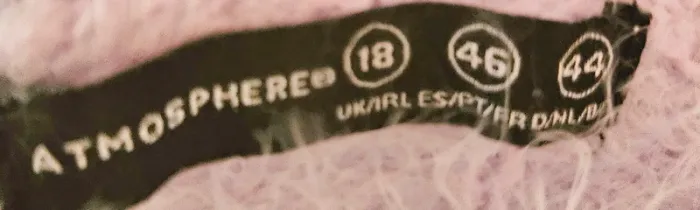 ATMOSPHERE® 18 46 44
UK/IRL ES/PT/FR D/NL/B